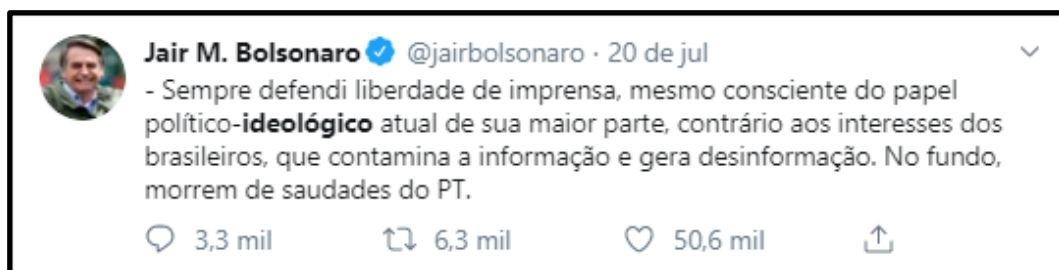 Jair M. Bolsonaro @jairbolsonaro · 20 de jul
- Sempre defendi liberdade de imprensa, mesmo consciente do papel
político-ideológico atual de sua maior parte, contrário aos interesses dos
brasileiros, que contamina a informação e gera desinformação. No fundo,
morrem de saudades do PT.
3,3 mil 6,3 mil 50,6 mil